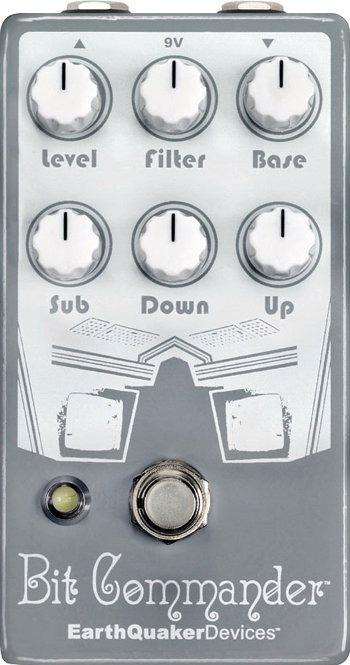 9V
Level Filter Base
Sub Down Up
Bit Commander™
EarthQuakerDevices™